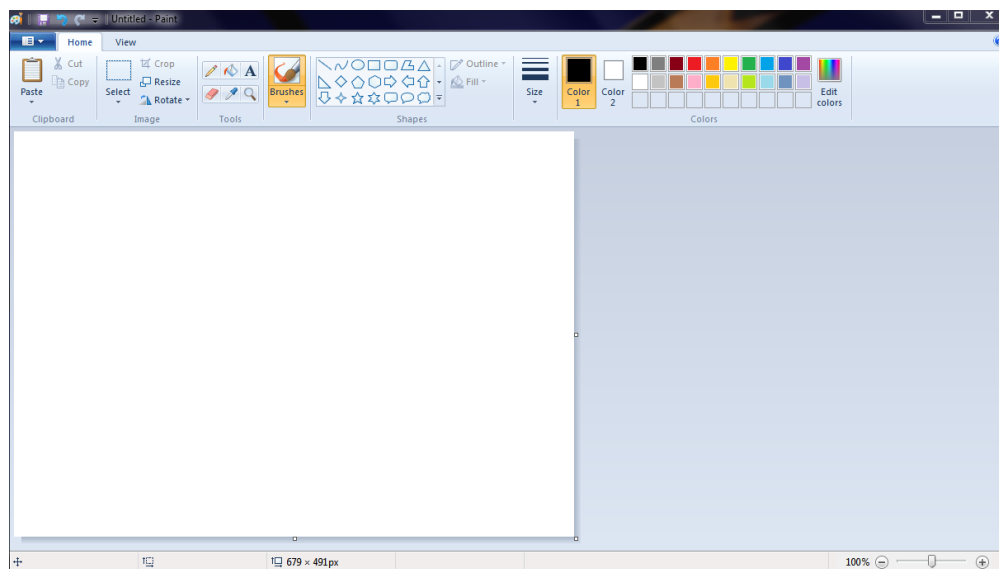 Untitled - Paint
Home View
Cut
Crop
Outline
Copy
Resize
A
Fill
Paste
Select
Rotate
Brushes
Size
Color 1
Color 2
Edit colors
Clipboard Image Tools Shapes Colors
679 × 491px 100%